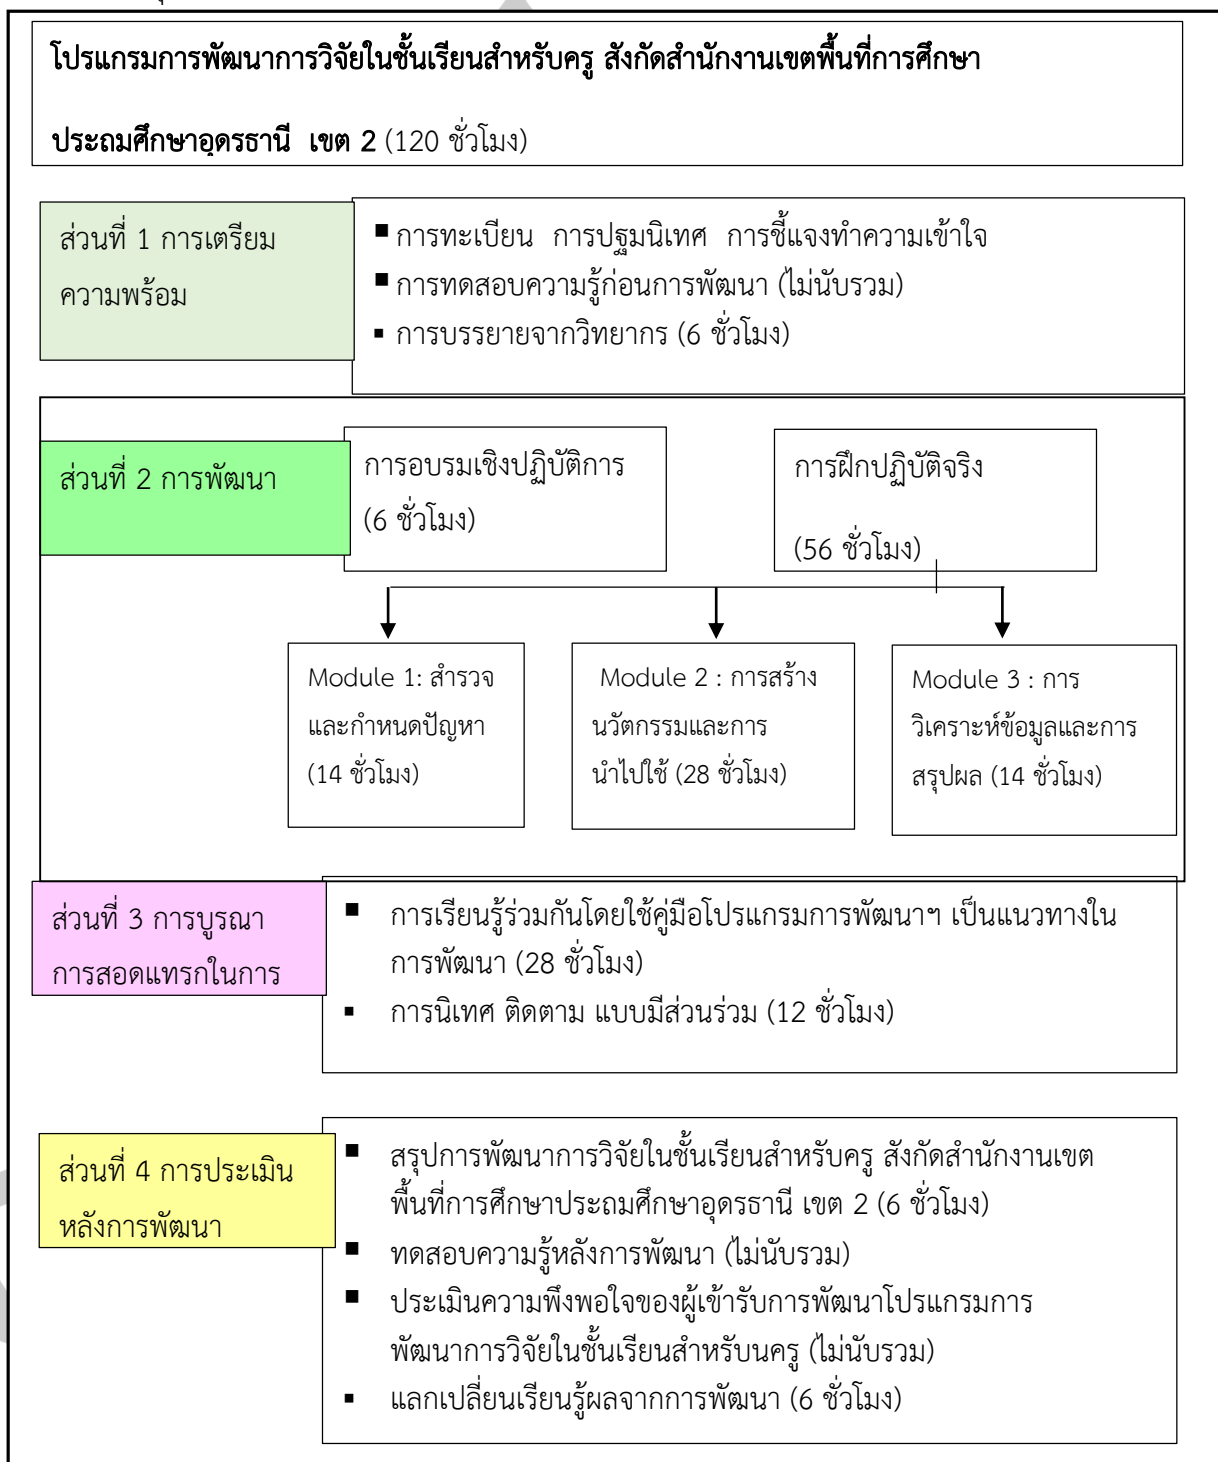 โปรแกรมการพัฒนาการวิจัยในชั้นเรียนสำหรับครู สังกัดสำนักงานเขตพื้นที่การศึกษา
ประถมศึกษาอุดรธานี เขต 2 (120 ชั่วโมง)
ส่วนที่ 1 การเตรียม
ความพร้อม
▪ การทะเบียน การปฐมนิเทศ การชี้แจงทำความเข้าใจ
▪ การทดสอบความรู้ก่อนการพัฒนา (ไม่นับรวม)
▪ การบรรยายจากวิทยากร (6 ชั่วโมง)
ส่วนที่ 2 การพัฒนา
การอบรมเชิงปฏิบัติการ
(6 ชั่วโมง)
การฝึกปฏิบัติจริง
(56 ชั่วโมง)
Module 1: สำรวจ
และกำหนดปัญหา
(14 ชั่วโมง)
Module 2 : การสร้าง
นวัตกรรมและการ
นำไปใช้ (28 ชั่วโมง)
Module 3 : การ
วิเคราะห์ข้อมูลและการ
สรุปผล (14 ชั่วโมง)
ส่วนที่ 3 การบูรณา
การสอดแทรกในการ
▪ การเรียนรู้ร่วมกันโดยใช้คู่มือโปรแกรมการพัฒนาฯ เป็นแนวทางใน
การพัฒนา (28 ชั่วโมง)
▪ การนิเทศ ติดตาม แบบมีส่วนร่วม (12 ชั่วโมง)
ส่วนที่ 4 การประเมิน
หลังการพัฒนา
▪ สรุปการพัฒนาการวิจัยในชั้นเรียนสำหรับครู สังกัดสำนักงานเขต
พื้นที่การศึกษาประถมศึกษาอุดรธานี เขต 2 (6 ชั่วโมง)
▪ ทดสอบความรู้หลังการพัฒนา (ไม่นับรวม)
▪ ประเมินความพึงพอใจของผู้เข้ารับการพัฒนาโปรแกรมการ
พัฒนาการวิจัยในชั้นเรียนสำหรับนครู (ไม่นับรวม)
▪ แลกเปลี่ยนเรียนรู้ผลจากการพัฒนา (6 ชั่วโมง)